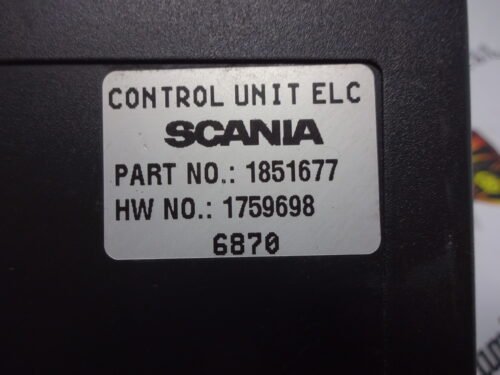 CONTROL UNIT ELC
SCANIA
PART NO.: 1851677
HW NO.: 1759698
6870